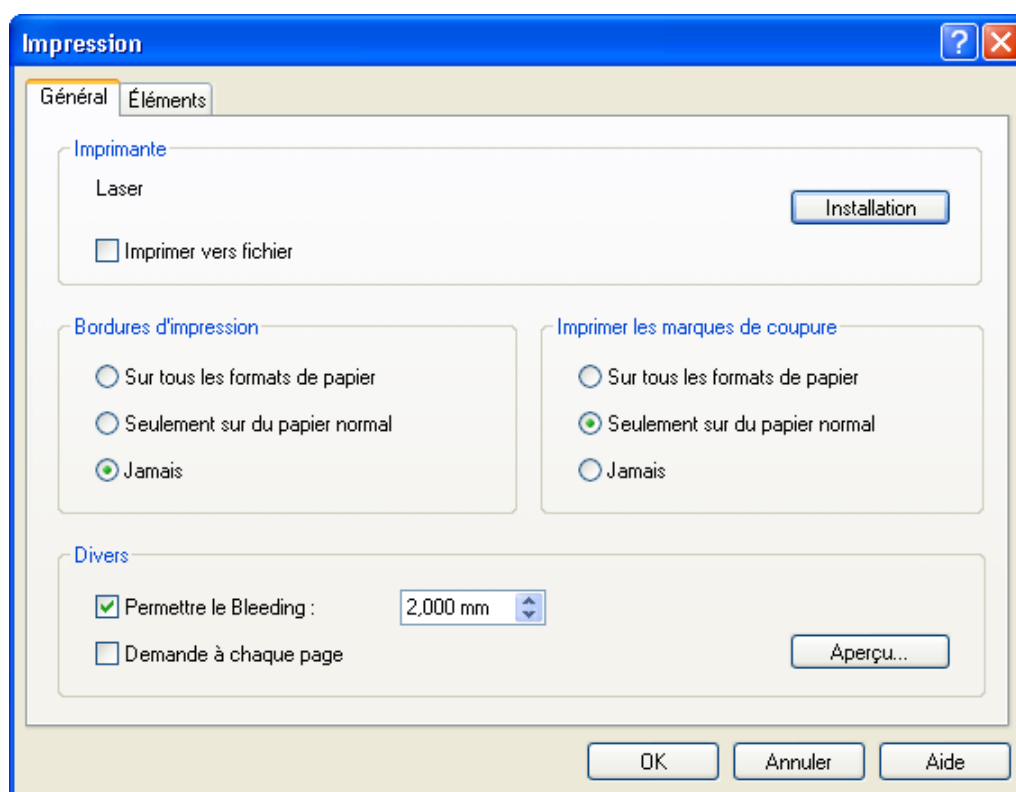 Impression
Général
Éléments
Imprimante
Laser
Installation
Imprimer vers fichier
Bordures d'impression
Sur tous les formats de papier
Seulement sur du papier normal
Jamais
Imprimer les marques de coupure
Sur tous les formats de papier
Seulement sur du papier normal
Jamais
Divers
Permettre le Bleeding :
2,000 mm
Demande à chaque page
Aperçu...
OK
Annuler
Aide